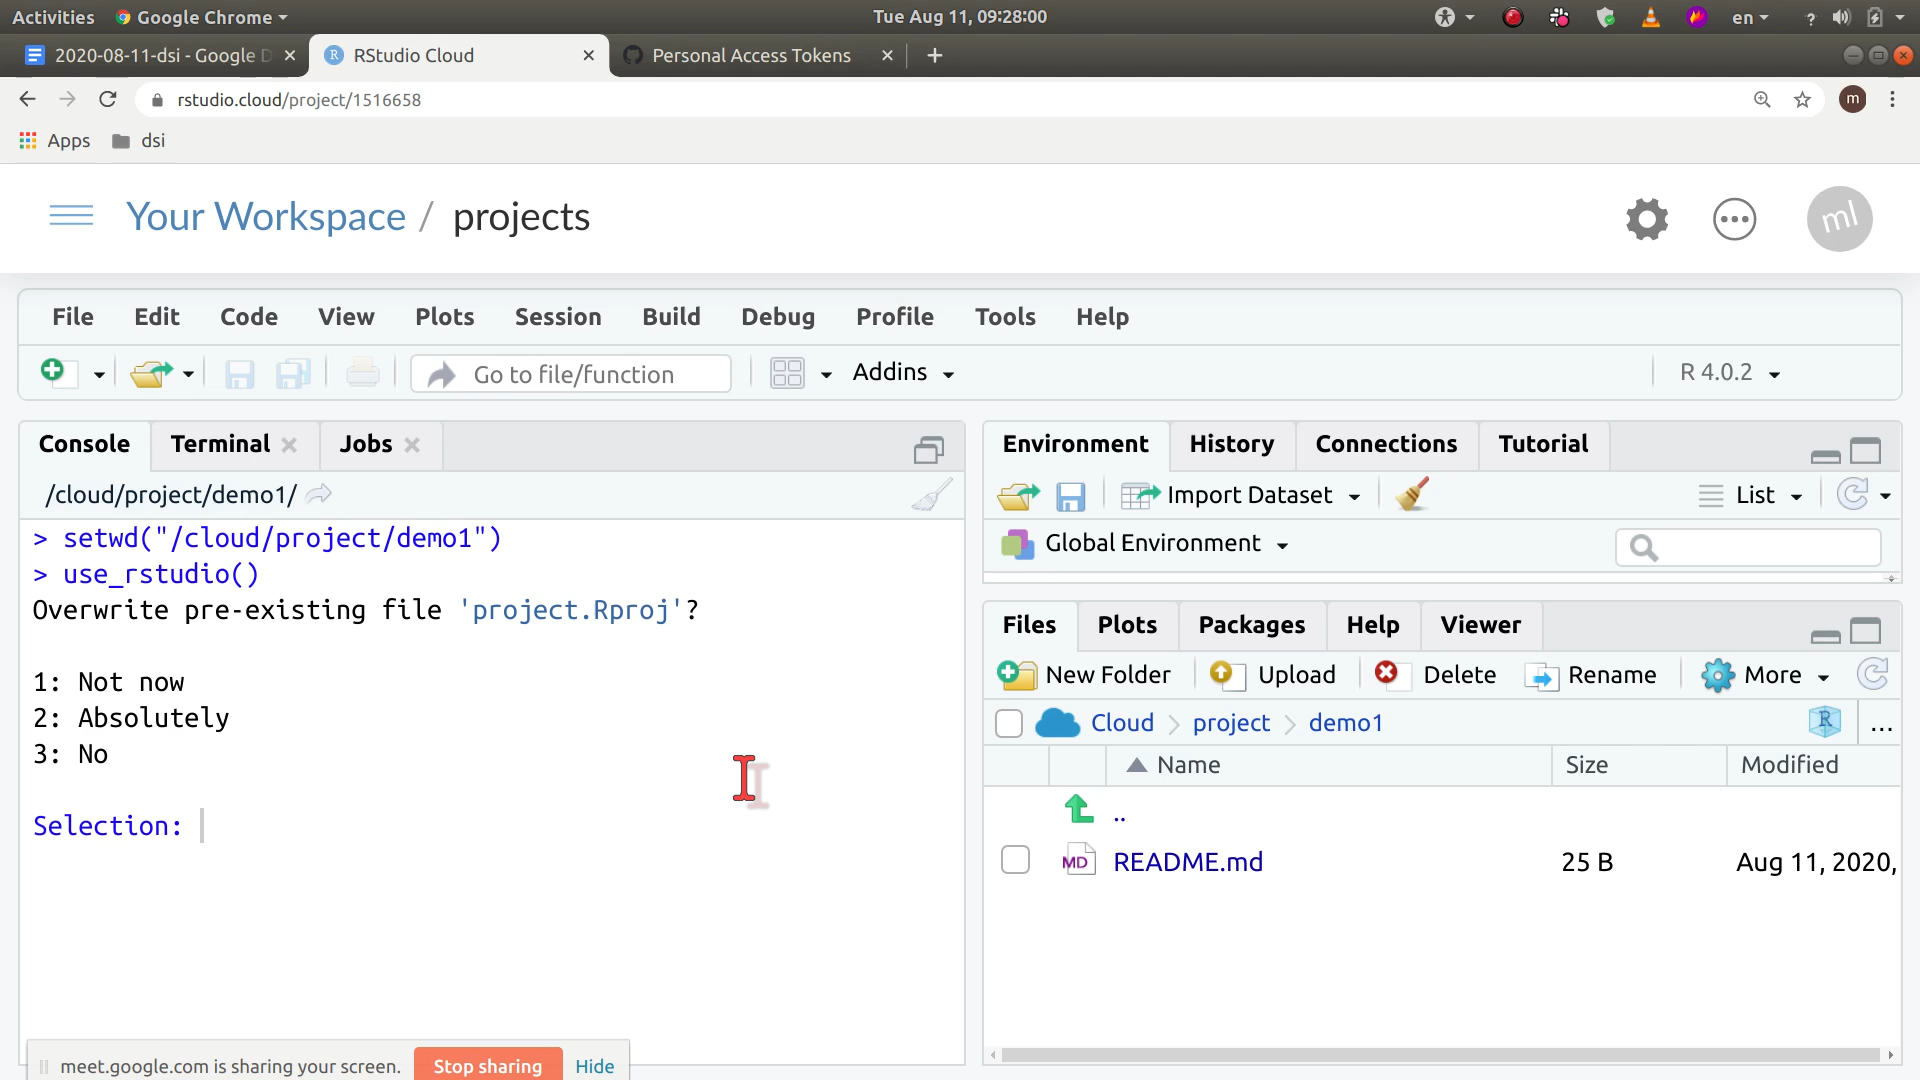 Activities Google Chrome Tue Aug 11, 09:28:00 en ?
2020-08-11-dsi - Google D RStudio Cloud Personal Access Tokens
rstudio.cloud/project/1516658 m
Apps dsi
Your Workspace / projects ml
File Edit Code View Plots Session Build Debug Profile Tools Help
Go to file/function Addins R 4.0.2
Console Terminal Jobs
/cloud/project/demo1/
> setwd("/cloud/project/demo1")
> use_rstudio()
Overwrite pre-existing file 'project.Rproj'?
1: Not now
2: Absolutely
3: No
Selection:
Environment History Connections Tutorial
Import Dataset List
Global Environment
Files Plots Packages Help Viewer
New Folder Upload Delete Rename More
Cloud project demo1 R ...
Name Size Modified
..
MD README.md 25 B Aug 11, 2020,
meet.google.com is sharing your screen. Stop sharing Hide